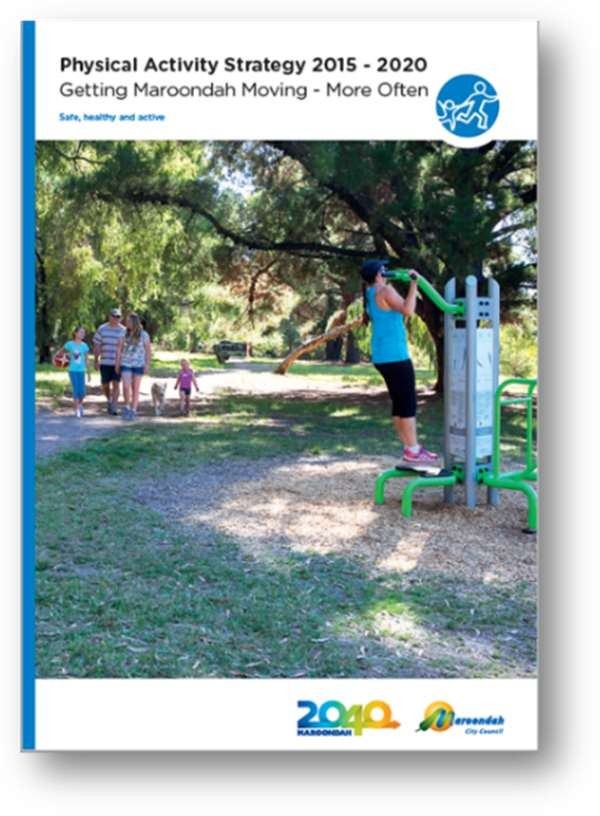 Physical Activity Strategy 2015 - 2020
Getting Maroondah Moving - More Often
Safe, healthy and active
2040
MAROONDAH
Maroondah
City Council